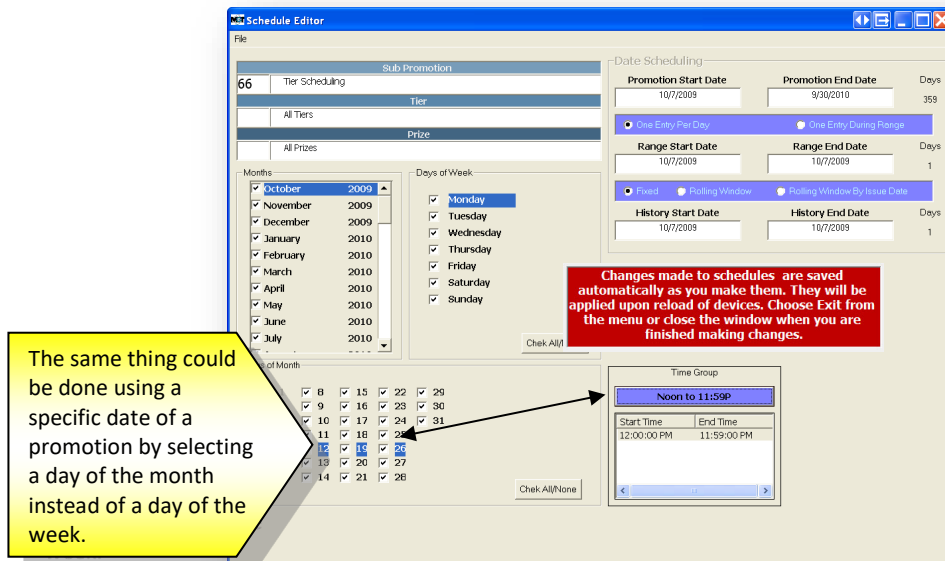 Schedule Editor
File
Sub Promotion
66 Tier Scheduling
Tier
All Tiers
Prize
All Prizes
Date Scheduling
Promotion Start Date Promotion End Date Days
10/7/2009 9/30/2010 359
One Entry Per Day One Entry During Range
Range Start Date Range End Date Days
10/7/2009 10/7/2009 1
Fixed Rolling Window Rolling Window By Issue Date
History Start Date History End Date Days
10/7/2009 10/7/2009 1
Months
October 2009
November 2009
December 2009
January 2010
February 2010
March 2010
April 2010
May 2010
June 2010
July 2010
Days of Week
Monday
Tuesday
Wednesday
Thursday
Friday
Saturday
Sunday
Chek All/
Changes made to schedules are saved
automatically as you make them. They will be
applied upon reload of devices. Choose Exit from
the menu or close the window when you are
finished making changes.
The same thing could
be done using a
specific date of a
promotion by selecting
a day of the month
instead of a day of the
week.
of Month
8 15 22 29
9 16 23 30
10 17 24 31
11 18 25
12 19 26
13 20 27
14 21 28
Chek All/None
Time Group
Noon to 11:59P
Start Time End Time
12:00:00 PM 11:59:00 PM